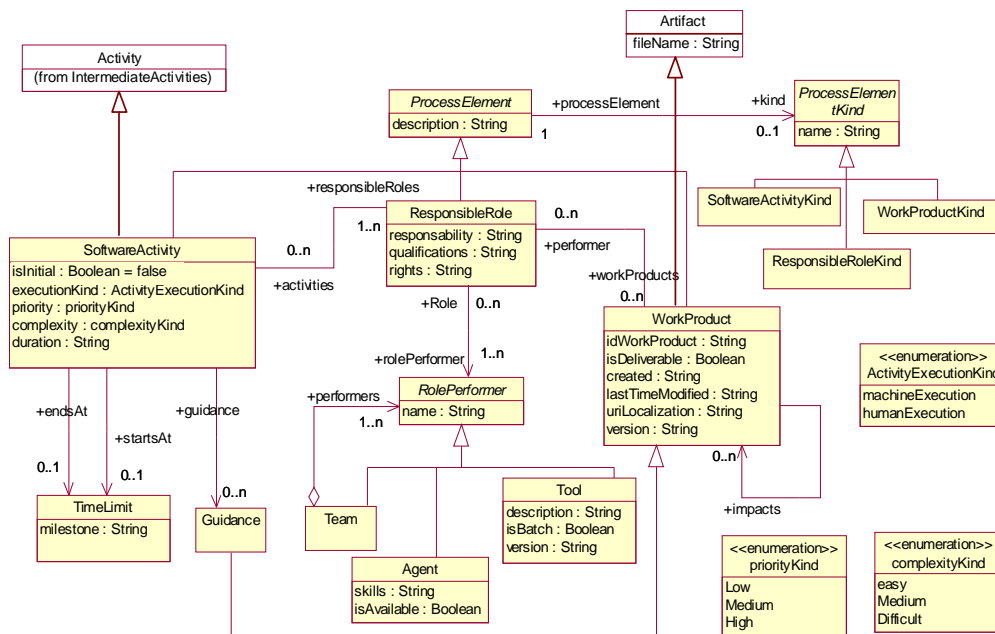 Artifact
fileName : String
Activity
(from IntermediateActivities)
ProcessElement
description : String
+processElement
1
+kind
0..1
ProcessEleme
ntKind
name : String
SoftwareActivityKind
WorkProductKind
ResponsibleRoleKind
+responsibleRoles
1..n
0..n
+activities
ResponsibleRole
responsability : String
qualifications : String
rights : String
0..n
+performer
+workProducts
0..n
SoftwareActivity
isInitial : Boolean = false
executionKind : ActivityExecutionKind
priority : priorityKind
complexity : complexityKind
duration : String
+Role
0..n
+rolePerformer
1..n
WorkProduct
idWorkProduct : String
isDeliverable : Boolean
created : String
lastTimeModified : String
uriLocalization : String
version : String
0..n
+impacts
<<enumeration>>
ActivityExecutionKind
machineExecution
humanExecution
+endsAt
0..1
+startsAt
0..1
+guidance
0..n
+performers
1..n
RolePerformer
name : String
TimeLimit
milestone : String
Guidance
Team
Tool
description : String
isBatch : Boolean
version : String
Agent
skills : String
isAvailable : Boolean
<<enumeration>>
priorityKind
Low
Medium
High
<<enumeration>>
complexityKind
easy
Medium
Difficult